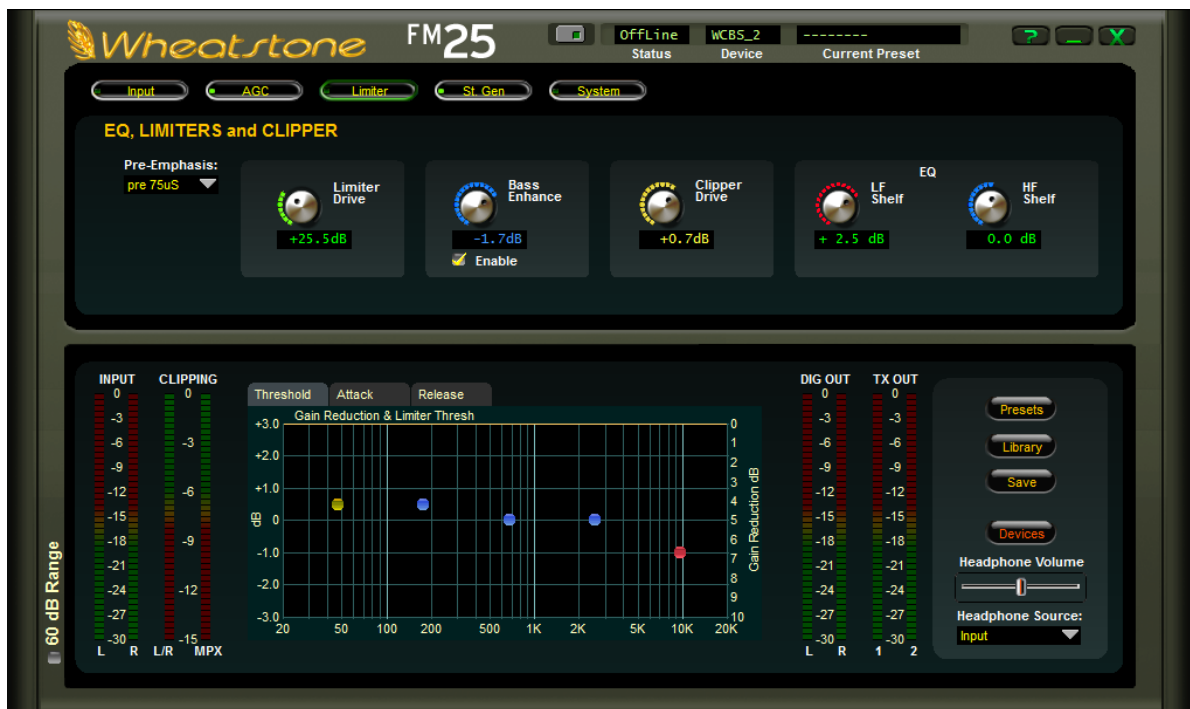 Wheatstone FM25
OffLine WCBS_2 --------
Status Device Current Preset
? _ X
Input AGC Limiter St. Gen System
EQ, LIMITERS and CLIPPER
Pre-Emphasis:
pre 75uS
Limiter
Drive
+25.5dB
Bass
Enhance
-1.7dB
Enable
Clipper
Drive
+0.7dB
EQ
LF
Shelf
+ 2.5 dB
HF
Shelf
0.0 dB
60 dB Range
INPUT
0
-3
-6
-9
-12
-15
-18
-21
-24
-27
-30
L R
CLIPPING
0
-3
-6
-9
-12
-15
L/R MPX
Threshold Attack Release
Gain Reduction & Limiter Thresh
dB
+3.0
+2.0
+1.0
0
-1.0
-2.0
-3.0
20 50 100 200 500 1K 2K 5K 10K 20K
0
1
2
3
4
5
6
7
8
9
10
Gain Reduction dB
DIG OUT
0
-3
-6
-9
-12
-15
-18
-21
-24
-27
-30
L R
TX OUT
0
-3
-6
-9
-12
-15
-18
-21
-24
-27
-30
1 2
Presets
Library
Save
Devices
Headphone Volume
Headphone Source:
Input